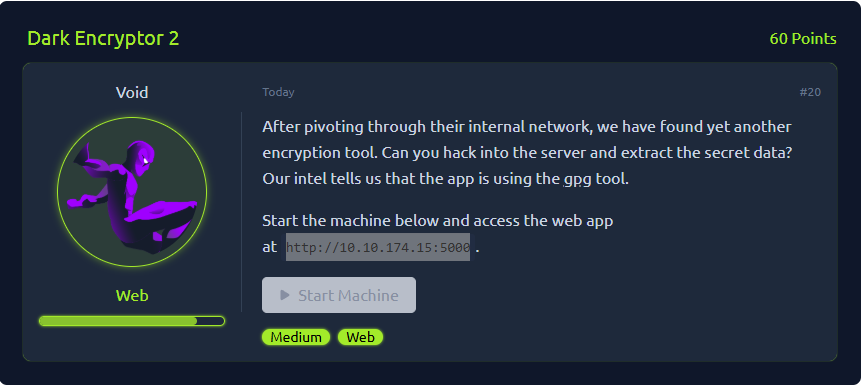 Dark Encryptor 2
60 Points
Void
Today
#20
After pivoting through their internal network, we have found yet another
encryption tool. Can you hack into the server and extract the secret data?
Our intel tells us that the app is using the gpg tool.
Start the machine below and access the web app
at http://10.10.174.15:5000 .
Web
Start Machine
Medium
Web